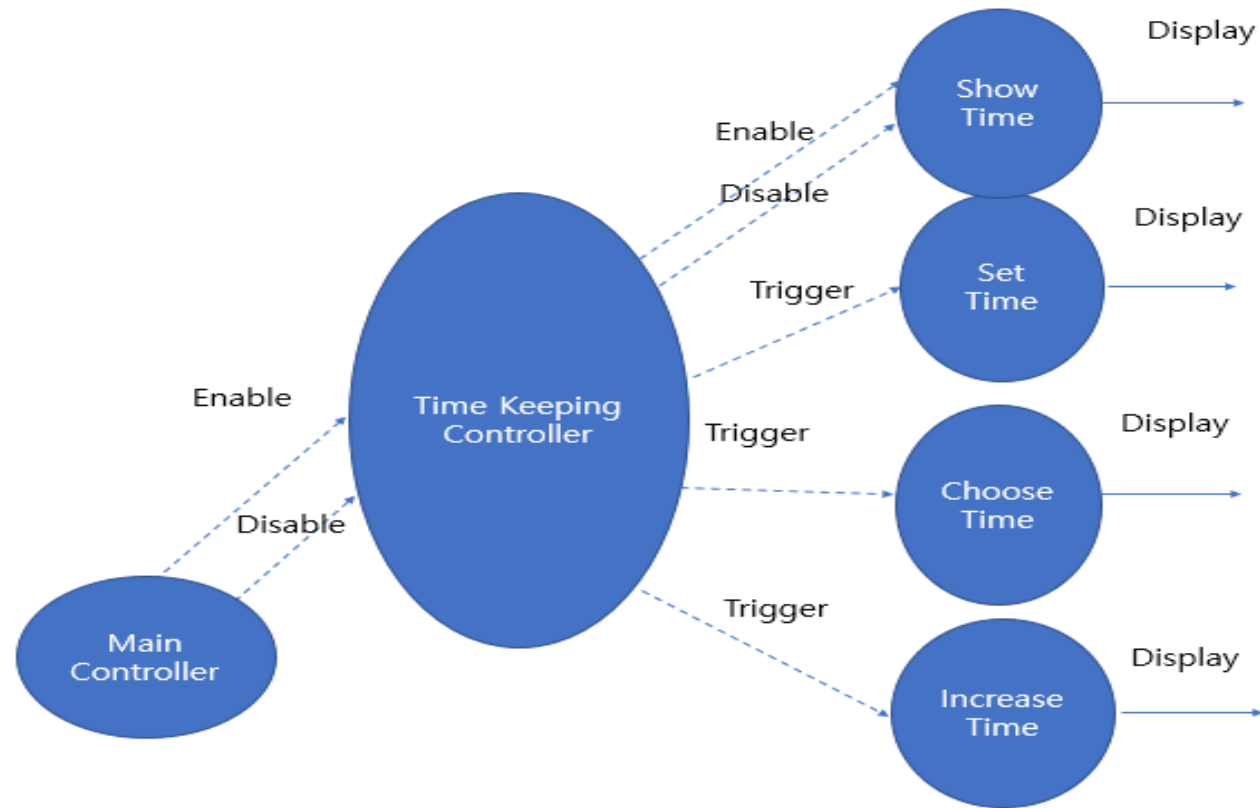 Display
Show
Time
Enable
Disable
Display
Set
Time
Trigger
Enable
Time Keeping
Controller
Trigger
Display
Choose
Time
Disable
Trigger
Main
Controller
Display
Increase
Time